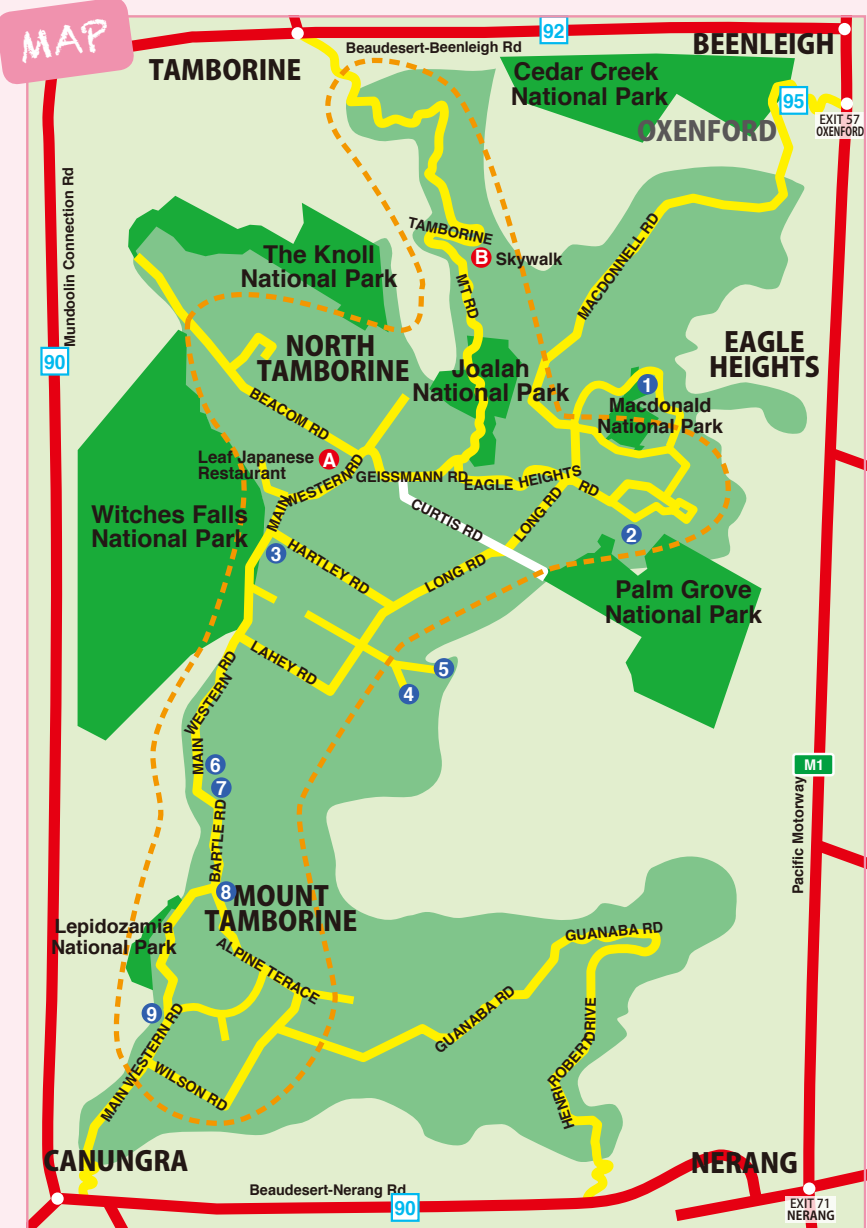 MAP
92
Beaudesert-Beenleigh Rd
BEENLEIGH
TAMBORINE
Cedar Creek
National Park
95
EXIT 57
OXENFORD
OXENFORD
Mundoolin Connection Rd
TAMBORINE
MT RD
B Skywalk
MACDONNELL RD
The Knoll
National Park
90
NORTH
TAMBORINE
EAGLE
HEIGHTS
Joalah
National Park
1
Macdonald
National Park
BEACOM RD
Leaf Japanese
Restaurant
A
MAIN WESTERN RD
GEISSMANN RD
EAGLE HEIGHTS RD
CURTIS RD
LONG RD
2
Witches Falls
National Park
3
HARTLEY RD
LONG RD
Palm Grove
National Park
LAHEY RD
5
4
MAIN WESTERN RD
6
7
M1
Pacific Motorway
BARTLE RD
8
MOUNT
TAMBORINE
Lepidozamia
National Park
ALPINE TERACE
GUANABA RD
GUANABA RD
9
MAIN WESTERN RD
WILSON RD
HENRI ROBERT DRIVE
CANUNGRA
NERANG
Beaudesert-Nerang Rd
90
EXIT 71
NERANG